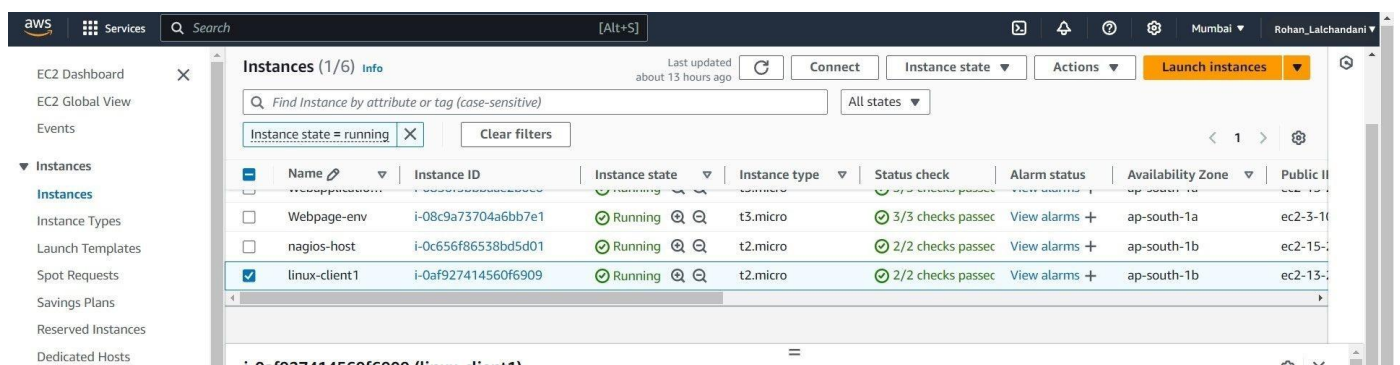 aws Services Search [Alt+S] Mumbai ▼ Rohan_Lalchandani ▼
EC2 Dashboard
EC2 Global View
Events
▼ Instances
Instances
Instance Types
Launch Templates
Spot Requests
Savings Plans
Reserved Instances
Dedicated Hosts
Instances (1/6) Info
Last updated
about 13 hours ago
Connect Instance state ▼ Actions ▼ Launch instances ▼
Find Instance by attribute or tag (case-sensitive) All states ▼
Instance state = running Clear filters
< 1 >
Name Instance ID Instance state Instance type Status check Alarm status Availability Zone Public
Webpage-env i-08c9a73704a6bb7e1 Running t3.micro 3/3 checks passec View alarms + ap-south-1a ec2-3-10
nagios-host i-0c656f86538bd5d01 Running t2.micro 2/2 checks passec View alarms + ap-south-1b ec2-15-
linux-client1 i-0af927414560f6909 Running t2.micro 2/2 checks passec View alarms + ap-south-1b ec2-13-
i-0af927414560f6909 (linux-client1)